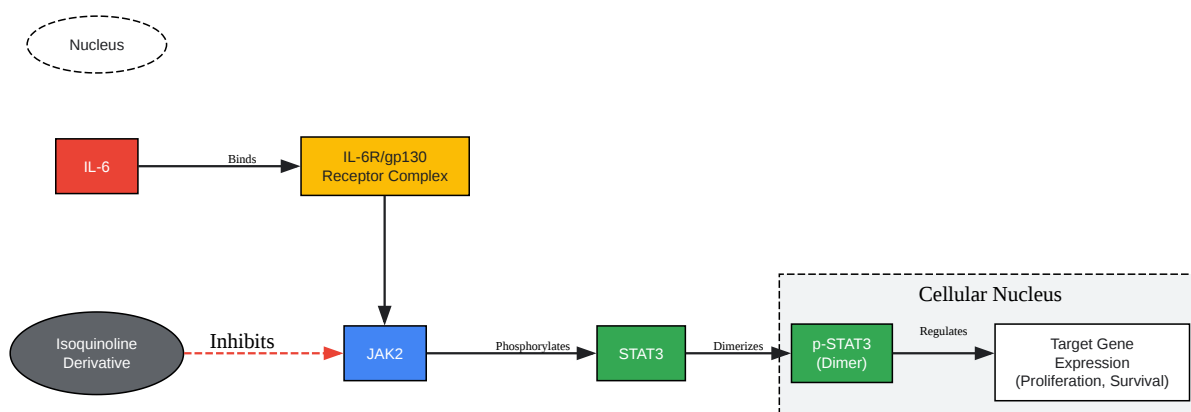 Nucleus
IL-6
Binds
IL-6R/gp130
Receptor Complex
Cellular Nucleus
Isoquinoline
Derivative
Inhibits
JAK2
Phosphorylates
STAT3
Dimerizes
p-STAT3
(Dimer)
Regulates
Target Gene
Expression
(Proliferation, Survival)